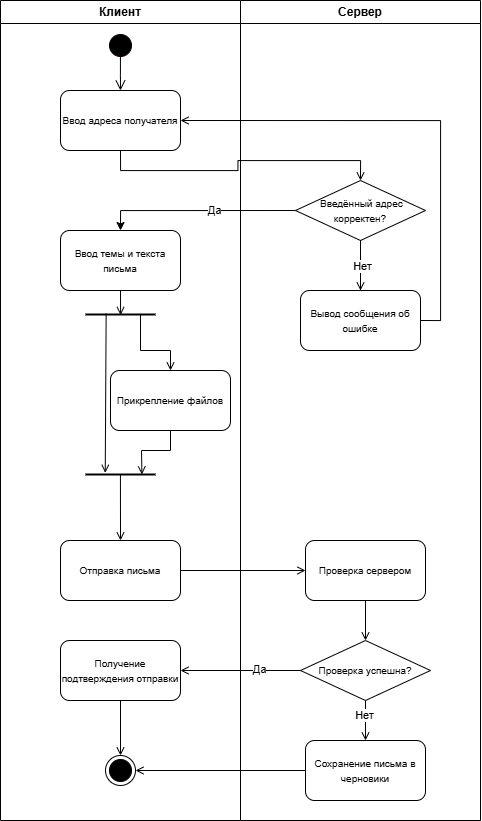 Клиент
Сервер
Ввод адреса получателя
Введённый адрес
корректен?
Да
Ввод темы и текста
письма
Нет
Вывод сообщения об
ошибке
Прикрепление файлов
Отправка письма
Проверка сервером
Получение
подтверждения отправки
Да
Проверка успешна?
Нет
Сохранение письма в
черновики